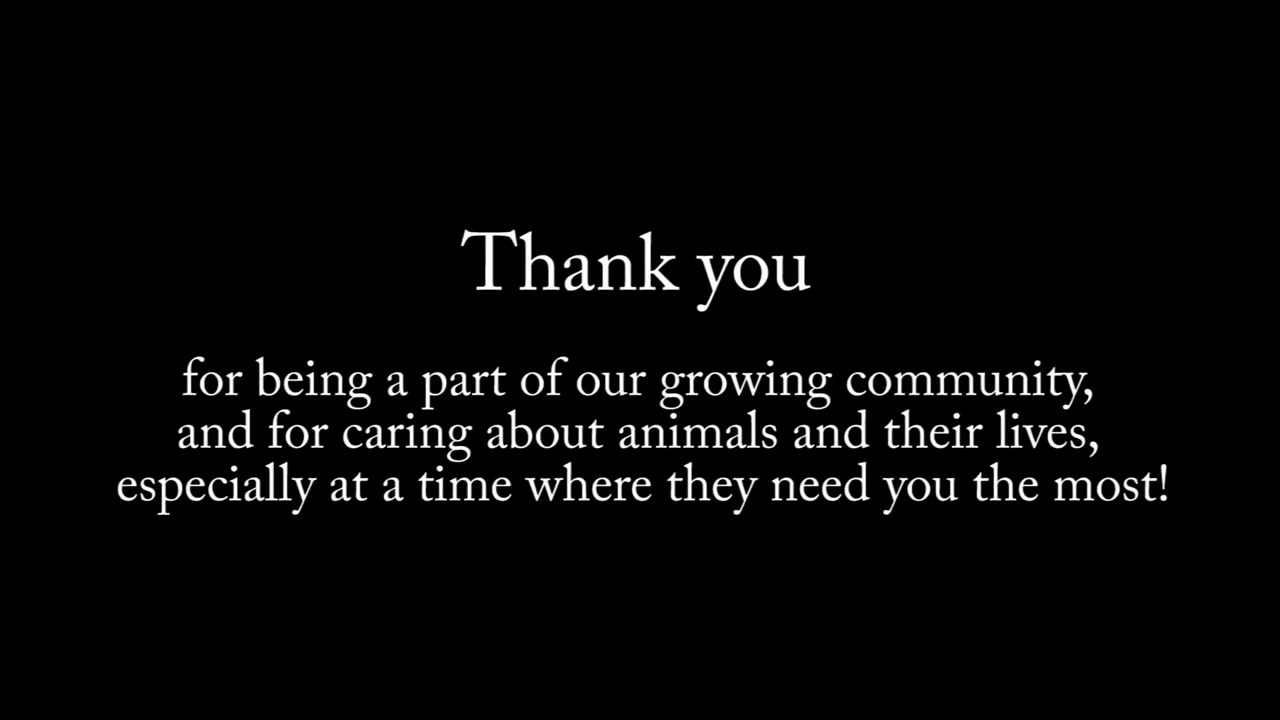 Thank you
for being a part of our growing community,
and for caring about animals and their lives,
especially at a time where they need you the most!